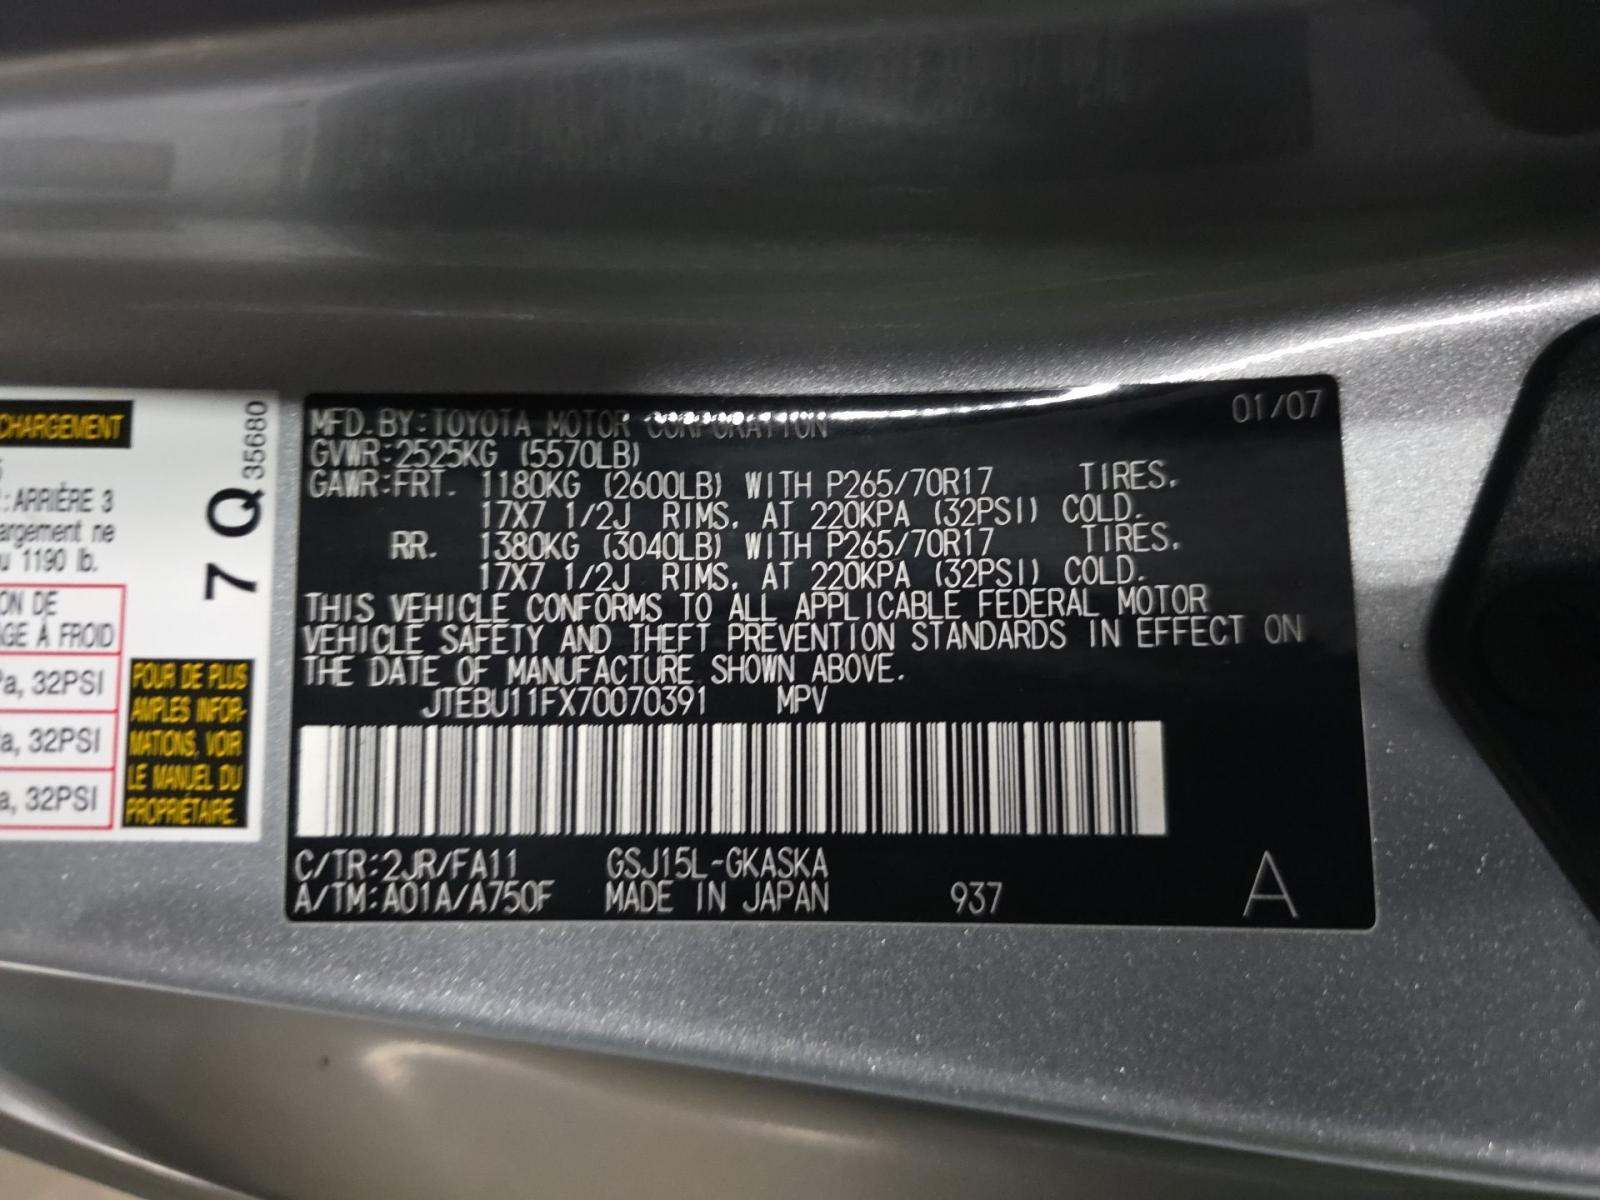 CHARGEMENT
: ARRIÈRE 3
argement ne
u 1190 lb.
ON DE
GE À FROID
Pa, 32PSI
a, 32PSI
a, 32PSI
7 Q 35680
POUR DE PLUS
AMPLES INFOR-
MATIONS, VOIR
LE MANUEL DU
PROPRIÉTAIRE.
MFD.BY:TOYOTA MOTOR CORPORATION 01/07
GVWR:2525KG (5570LB)
GAWR:FRT. 1180KG (2600LB) WITH P265/70R17 TIRES,
17X7 1/2J RIMS, AT 220KPA (32PSI) COLD.
RR. 1380KG (3040LB) WITH P265/70R17 TIRES,
17X7 1/2J RIMS, AT 220KPA (32PSI) COLD.
THIS VEHICLE CONFORMS TO ALL APPLICABLE FEDERAL MOTOR
VEHICLE SAFETY AND THEFT PREVENTION STANDARDS IN EFFECT ON
THE DATE OF MANUFACTURE SHOWN ABOVE.
JTEBU11FX70070391 MPV
C/TR:2JR/FA11 GSJ15L-GKASKA
A/TM:A01A/A750F MADE IN JAPAN 937 A